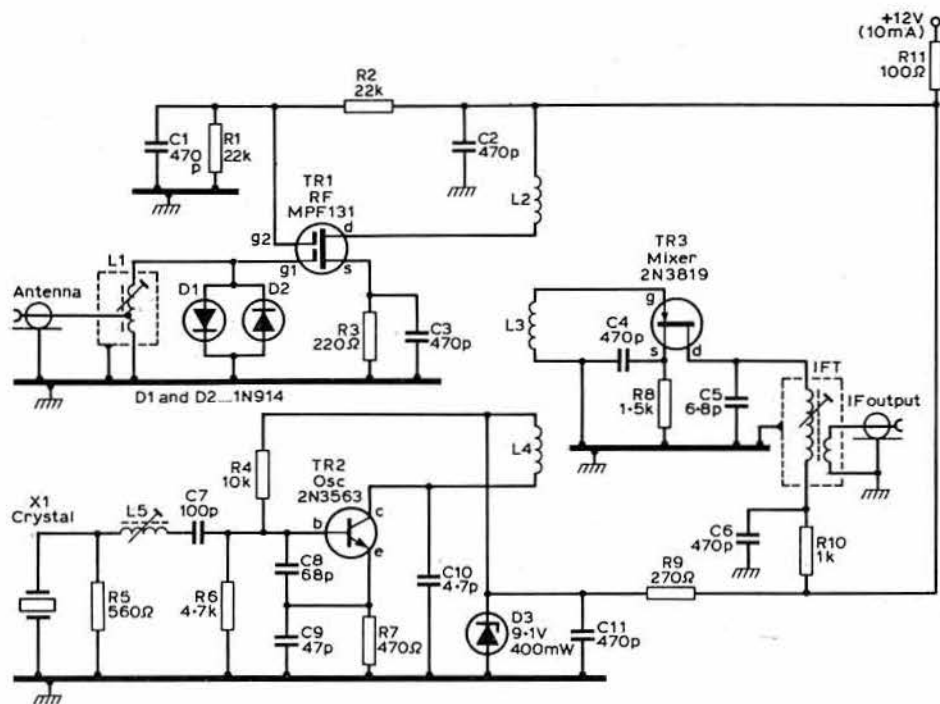 +12V
(10mA)
R11
100Ω
R2
22k
C1
470
p
R1
22k
C2
470p
L2
TR1
RF
MPF131
d
g2
g1
s
TR3
Mixer
2N3819
L1
Antenna
D1
D2
R3
220Ω
C3
470p
L3
g
C4
470p
s
d
R8
1·5k
C5
6·8p
IFT
IF output
D1 and D2....1N914
R4
10k
TR2
Osc
2N3563
L4
X1
Crystal
L5
C7
100p
c
b
e
C8
68p
C6
470p
R10
1k
R9
270Ω
R5
560Ω
R6
4·7k
C10
4·7p
D3
9·1V
400mW
C11
470p
C9
47p
R7
470Ω